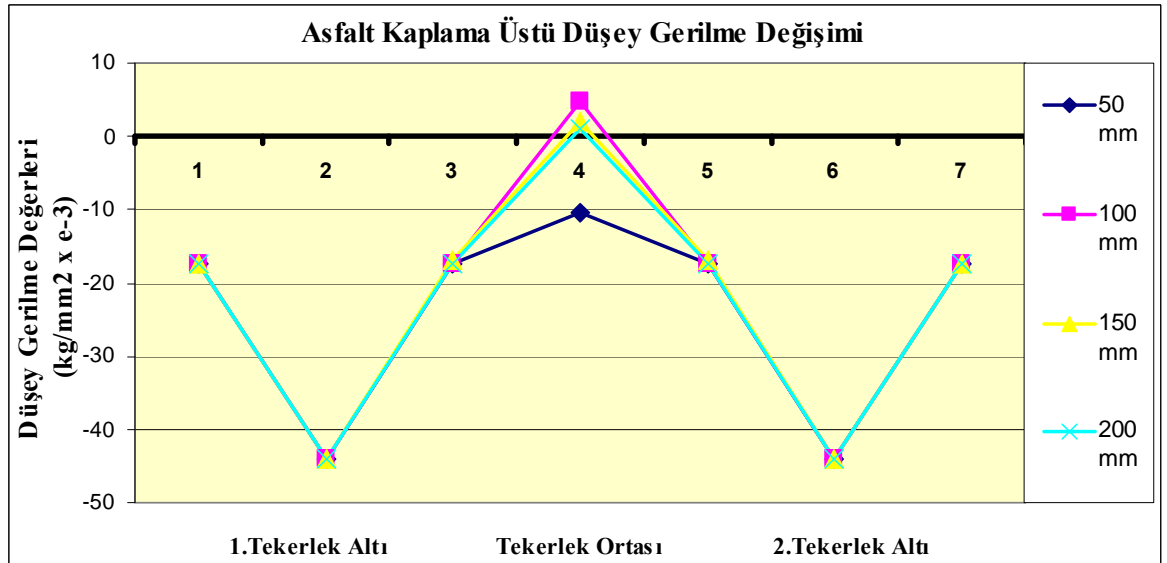 Asfalt Kaplama Üstü Düşey Gerilme Değişimi
Düşey Gerilme Değerleri
(kg/mm2 x e-3)
10
0
-10
-20
-30
-40
-50
1 2 3 4 5 6 7
1.Tekerlek Altı Tekerlek Ortası 2.Tekerlek Altı
50
mm
100
mm
150
mm
200
mm